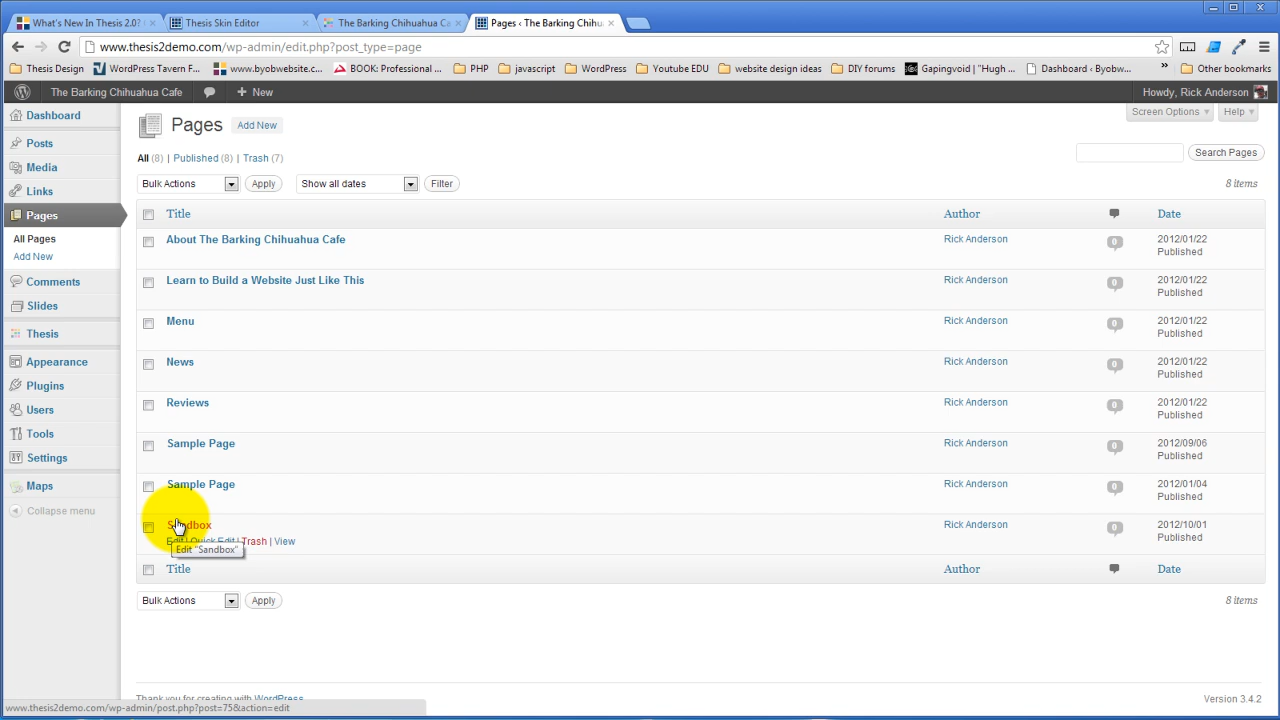 What's New In Thesis 2.0?
Thesis Skin Editor
The Barking Chihuahua Ca
Pages ‹ The Barking Chihu
www.thesis2demo.com/wp-admin/edit.php?post_type=page
Thesis Design
WordPress Tavern F...
www.byobwebsite.c...
BOOK: Professional ...
PHP
javascript
WordPress
Youtube EDU
website design ideas
DIY forums
Gapingvoid | "Hugh ...
Dashboard ‹ Byobw...
»
Other bookmarks
The Barking Chihuahua Cafe
+ New
Howdy, Rick Anderson
Dashboard
Posts
Media
Links
Pages
All Pages
Add New
Comments
Slides
Thesis
Appearance
Plugins
Users
Tools
Settings
Maps
Collapse menu
Pages Add New
Screen Options
Help
All (8) | Published (8) | Trash (7)
Search Pages
Bulk Actions Apply Show all dates Filter
8 items
Title Author Date
About The Barking Chihuahua Cafe Rick Anderson 0 2012/01/22
Published
Learn to Build a Website Just Like This Rick Anderson 0 2012/01/22
Published
Menu Rick Anderson 0 2012/01/22
Published
News Rick Anderson 0 2012/01/22
Published
Reviews Rick Anderson 0 2012/01/22
Published
Sample Page Rick Anderson 0 2012/09/06
Published
Sample Page Rick Anderson 0 2012/01/04
Published
Sandbox Rick Anderson 0 2012/10/01
Published
Edit | Quick Edit | Trash | View
Edit "Sandbox"
Title Author Date
Bulk Actions Apply
8 items
Thank you for creating with WordPress
Version 3.4.2
www.thesis2demo.com/wp-admin/post.php?post=75&action=edit